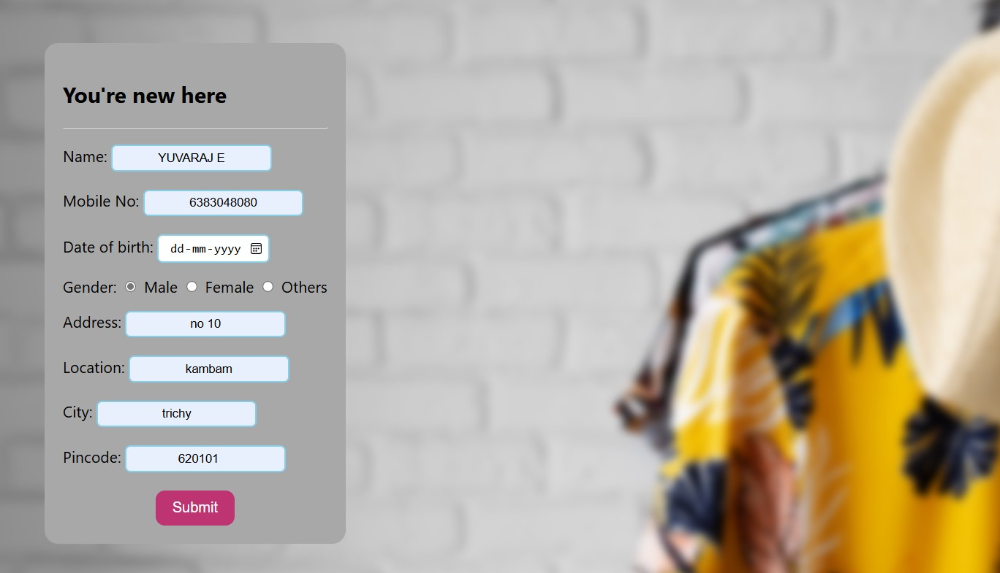 You're new here
Name: YUVARAJ E
Mobile No: 6383048080
Date of birth: dd-mm-yyyy
Gender: Male Female Others
Address: no 10
Location: kambam
City: trichy
Pincode: 620101
Submit